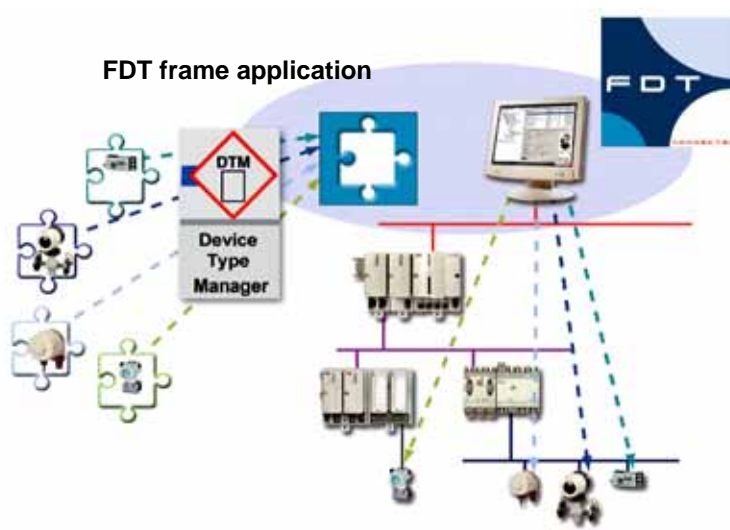 FDT frame application
FDT
DTM
Device
Type
Manager